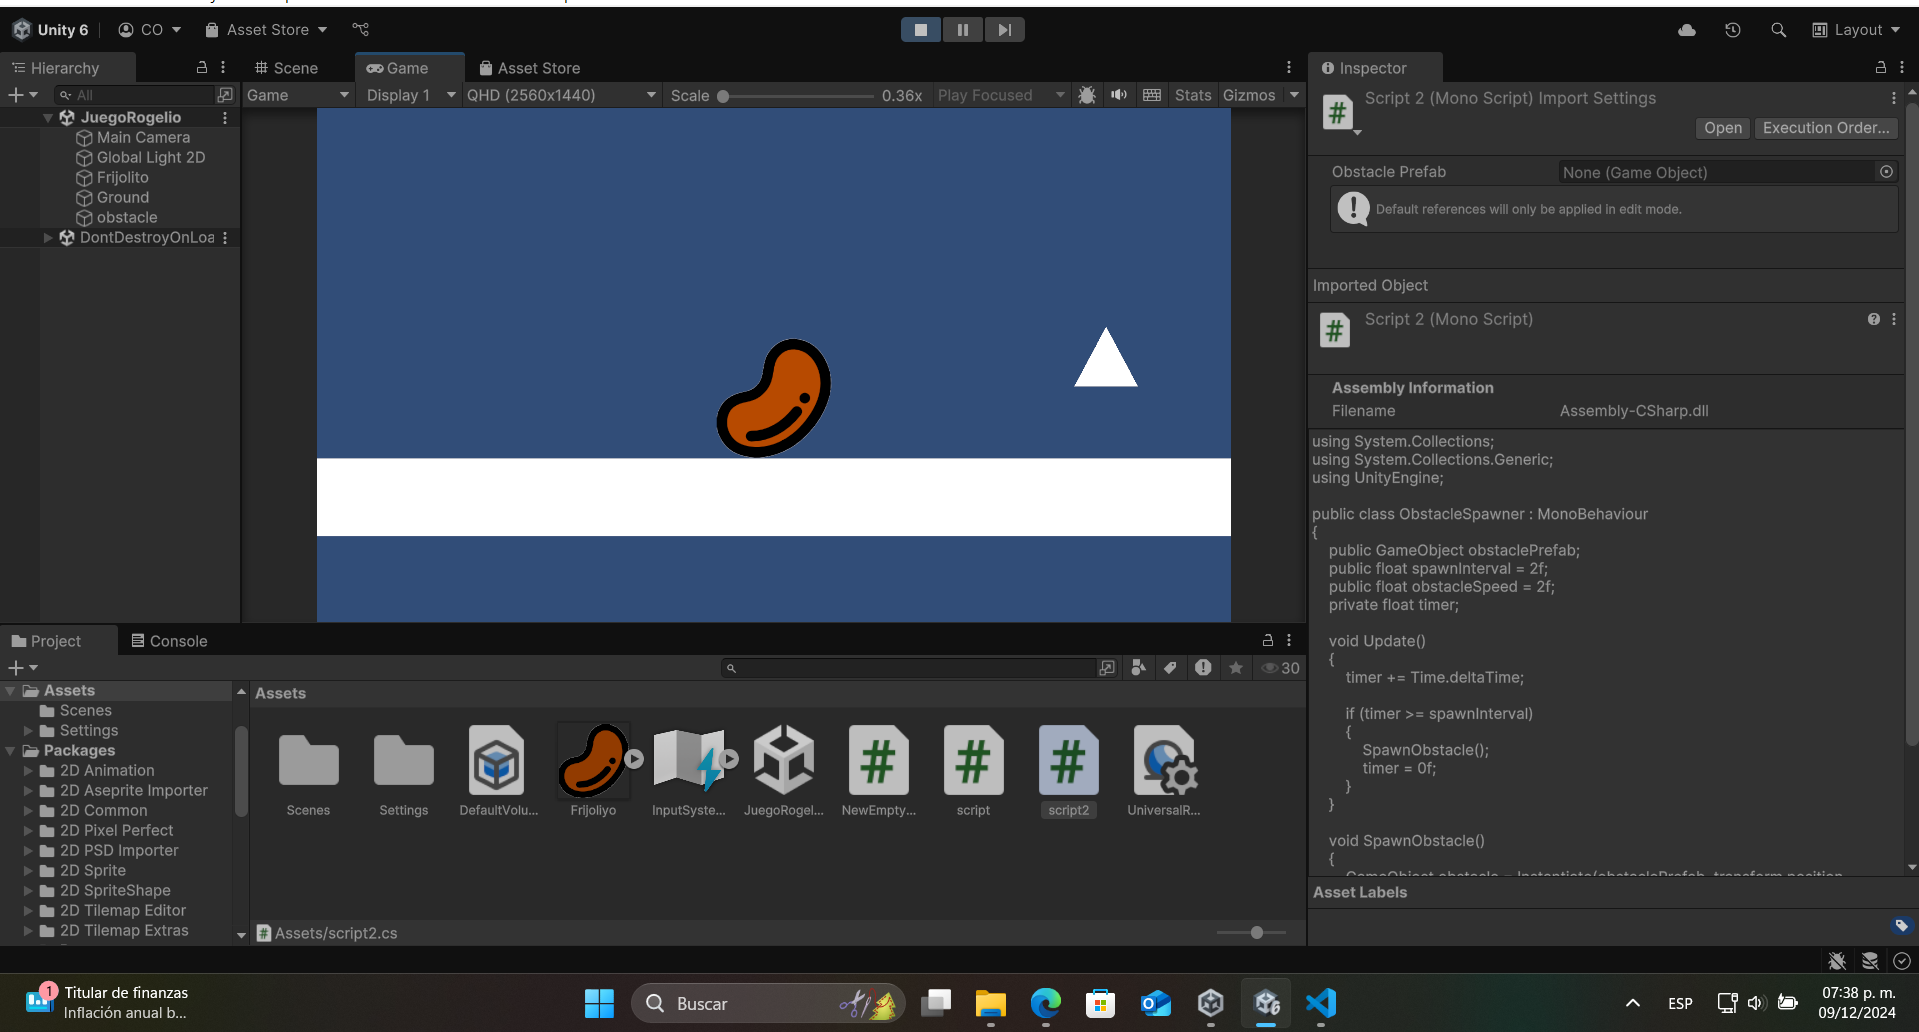 Unity 6
CO
Asset Store
Layout
Hierarchy
Scene
Game
Asset Store
Inspector
All
Game
Display 1
QHD (2560x1440)
Scale
0.36x
Play Focused
Stats
Gizmos
JuegoRogelio
Main Camera
Global Light 2D
Frijolito
Ground
obstacle
DontDestroyOnLoa
Script 2 (Mono Script) Import Settings
Open
Execution Order...
Obstacle Prefab
None (Game Object)
Default references will only be applied in edit mode.
Imported Object
Script 2 (Mono Script)
Assembly Information
Filename
Assembly-CSharp.dll
using System.Collections;
using System.Collections.Generic;
using UnityEngine;
public class ObstacleSpawner : MonoBehaviour
{
public GameObject obstaclePrefab;
public float spawnInterval = 2f;
public float obstacleSpeed = 2f;
private float timer;
void Update()
{
timer += Time.deltaTime;
if (timer >= spawnInterval)
{
SpawnObstacle();
timer = 0f;
}
}
void SpawnObstacle()
{
GameObject obstacle = Instantiate(obstaclePrefab, transform.position,
Asset Labels
Project
Console
30
Assets
Scenes
Settings
Packages
2D Animation
2D Aseprite Importer
2D Common
2D Pixel Perfect
2D PSD Importer
2D Sprite
2D SpriteShape
2D Tilemap Editor
2D Tilemap Extras
Assets
Scenes
Settings
DefaultVolu...
Frijoliyo
InputSyste...
JuegoRogel...
NewEmpty...
script
script2
UniversalR...
Assets/script2.cs
1
Titular de finanzas
Inflación anual b...
Buscar
ESP
07:38 p. m.
09/12/2024